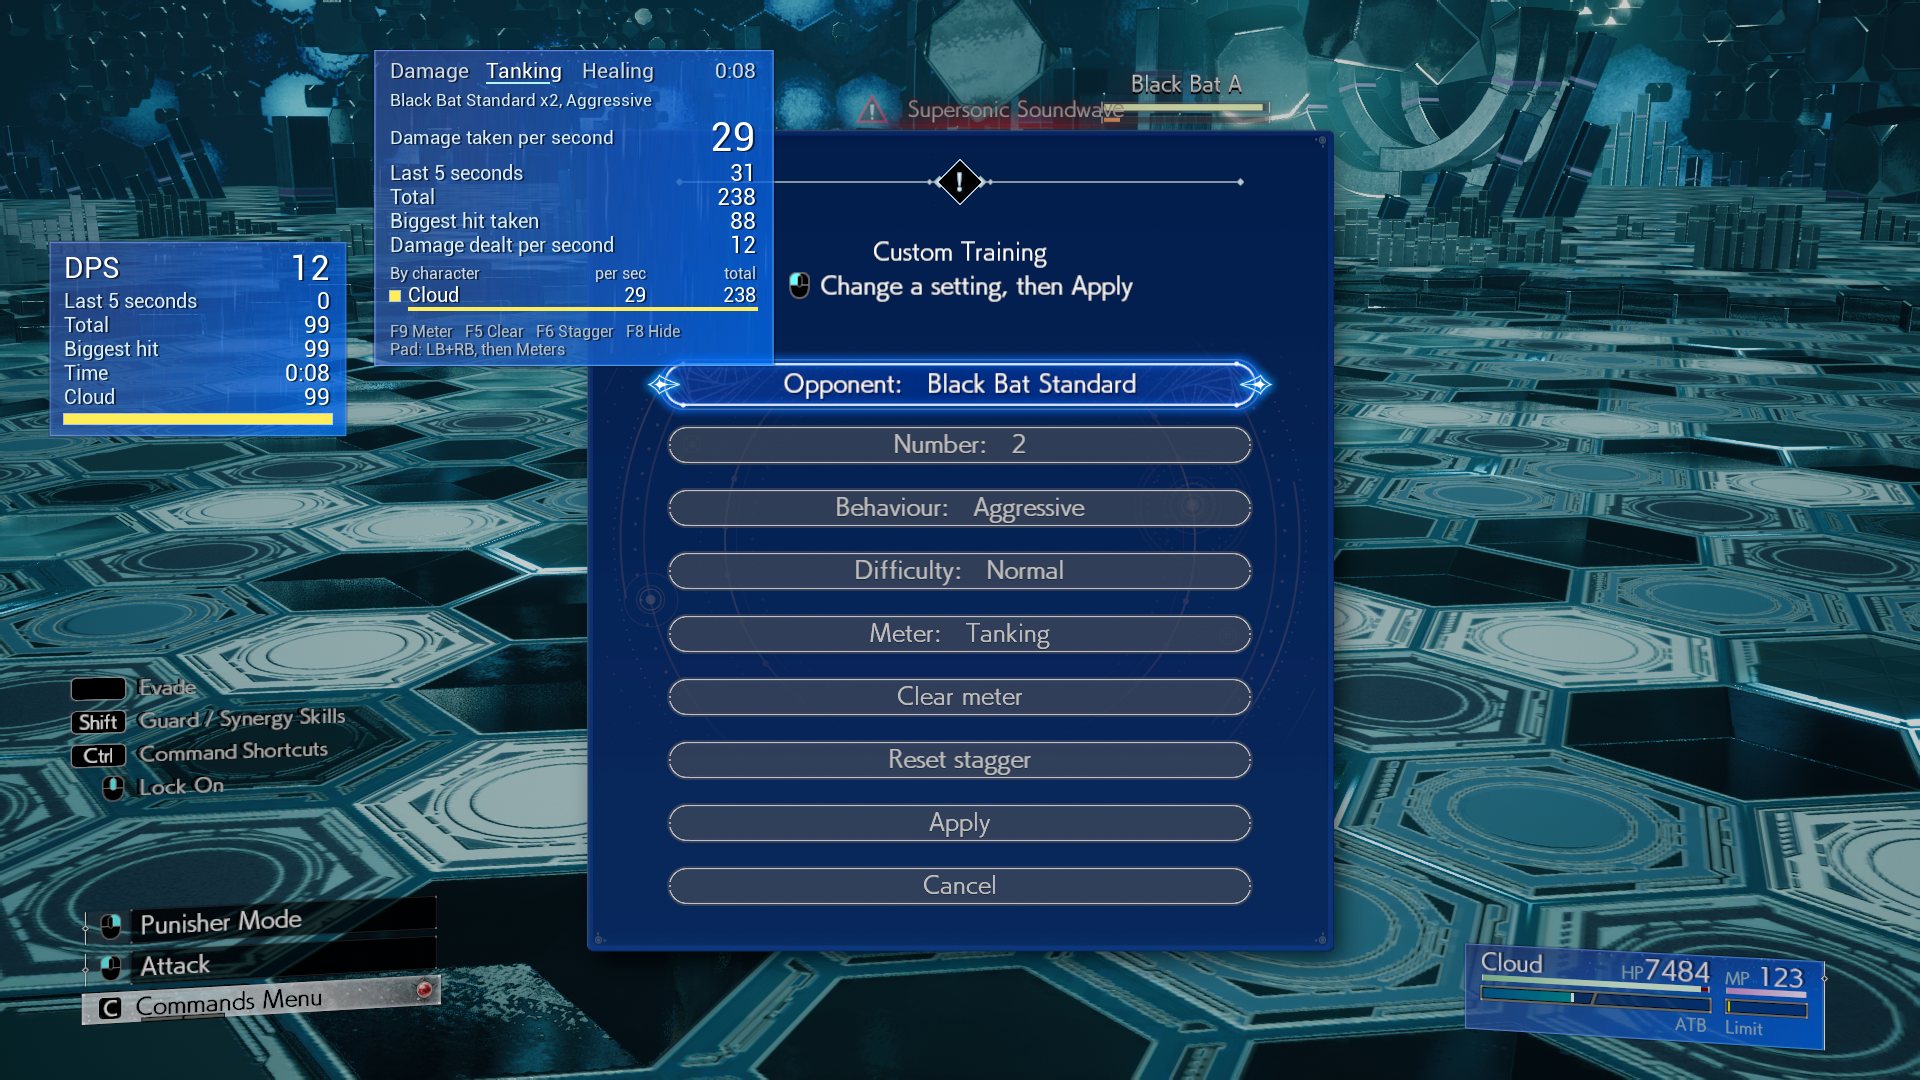 Damage Tanking Healing 0:08
Black Bat Standard x2, Aggressive
Damage taken per second 29
Last 5 seconds 31
Total 238
Biggest hit taken 88
Damage dealt per second 12
By character per sec total
Cloud 29 238
F9 Meter F5 Clear F6 Stagger F8 Hide
Pad: LB+RB, then Meters
Black Bat A
Supersonic Soundwave
DPS 12
Last 5 seconds 0
Total 99
Biggest hit 99
Time 0:08
Cloud 99
!
Custom Training
Change a setting, then Apply
Opponent: Black Bat Standard
Number: 2
Behaviour: Aggressive
Difficulty: Normal
Meter: Tanking
Clear meter
Reset stagger
Apply
Cancel
Evade
Shift Guard / Synergy Skills
Ctrl Command Shortcuts
Lock On
Punisher Mode
Attack
C Commands Menu
Cloud HP 7484 MP 123
ATB Limit